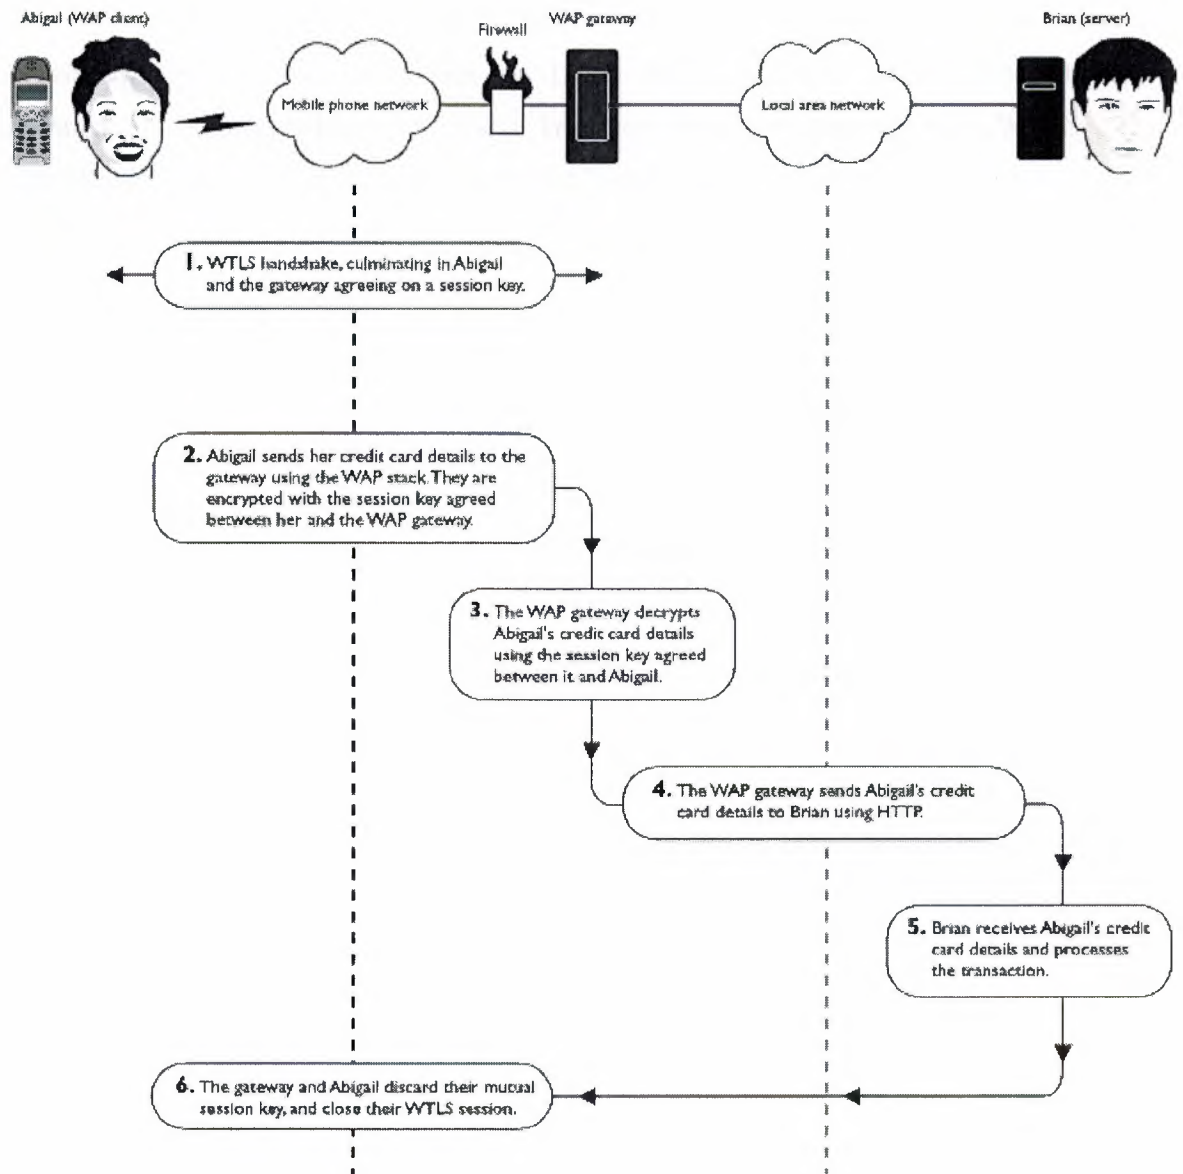 Abigail (WAP client)
Firewall
WAP gateway
Brian (server)
Mobile phone network
Local area network
1. WTLS handshake, culminating in Abigail
and the gateway agreeing on a session key.
2. Abigail sends her credit card details to the
gateway using the WAP stack. They are
encrypted with the session key agreed
between her and the WAP gateway.
3. The WAP gateway decrypts
Abigail's credit card details
using the session key agreed
between it and Abigail.
4. The WAP gateway sends Abigail's credit
card details to Brian using HTTP.
5. Brian receives Abigail's credit
card details and processes
the transaction.
6. The gateway and Abigail discard their mutual
session key, and close their WTLS session.